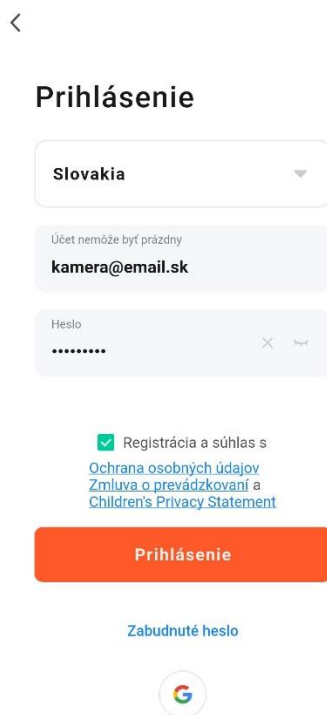 Prihlásenie
Slovakia
Účet nemôže byť prázdny
kamera@email.sk
Heslo
•••••••••
Registrácia a súhlas s
Ochrana osobných údajov
Zmluva o prevádzkovaní a
Children's Privacy Statement
Prihlásenie
Zabudnuté heslo
G